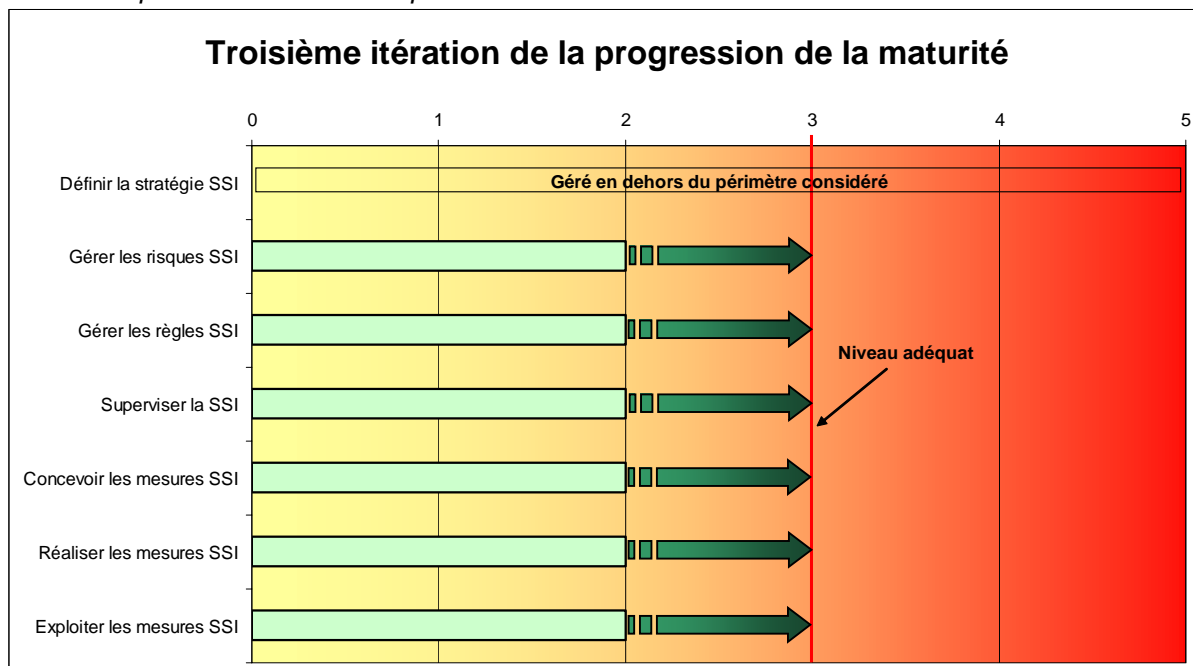 Troisième itération de la progression de la maturité
0 1 2 3 4 5
Définir la stratégie SSI
Géré en dehors du périmètre considéré
Gérer les risques SSI
Gérer les règles SSI
Niveau adéquat
Superviser la SSI
Concevoir les mesures SSI
Réaliser les mesures SSI
Exploiter les mesures SSI